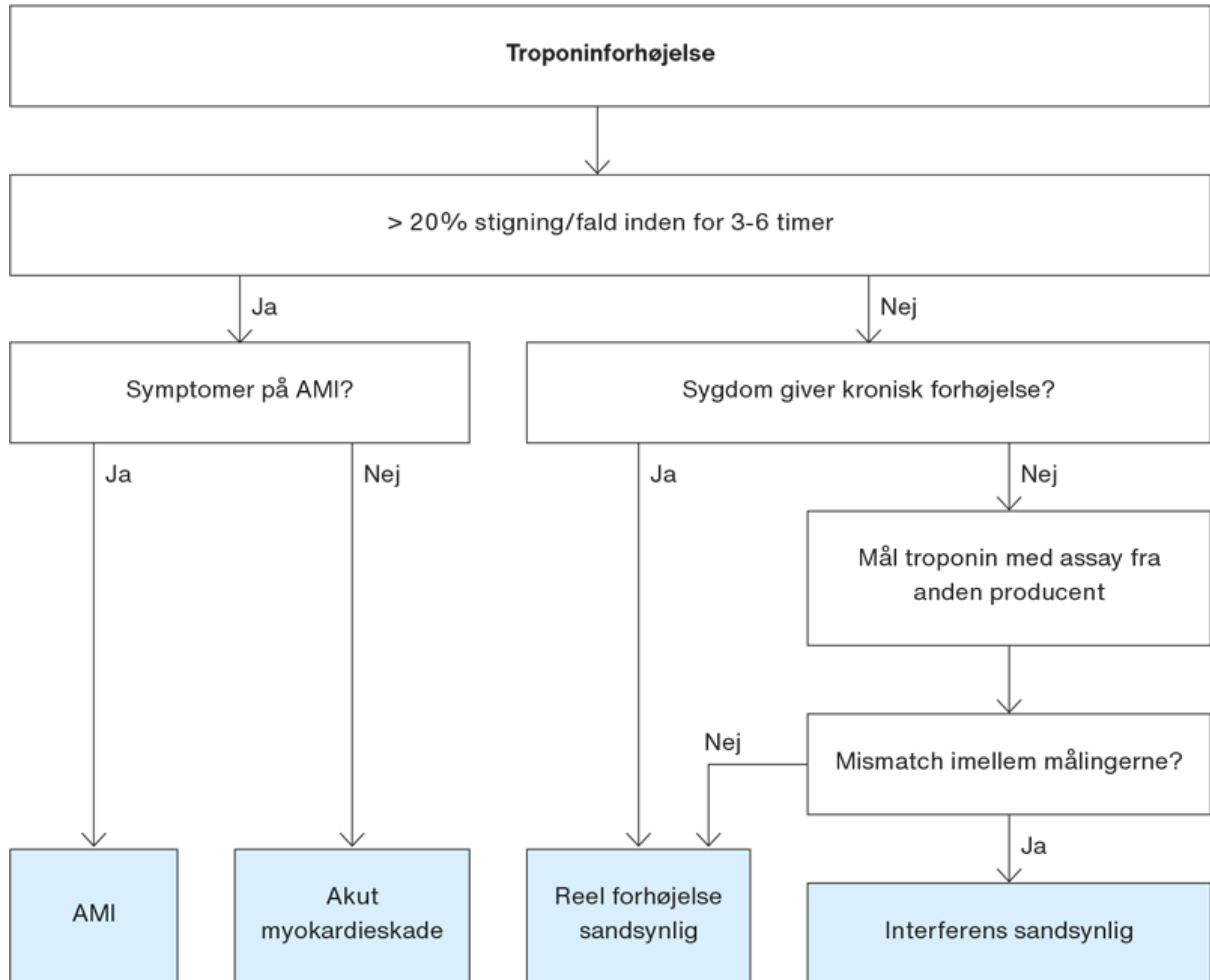 Troponinforhøjelse
> 20% stigning/fald inden for 3-6 timer
Ja
Nej
Symptomer på AMI?
Sygdom giver kronisk forhøjelse?
Ja
Nej
Ja
Nej
Mål troponin med assay fra
anden producent
Nej
Mismatch imellem målingerne?
Ja
AMI
Akut
myokardieskade
Reel forhøjelse
sandsynlig
Interferens sandsynlig